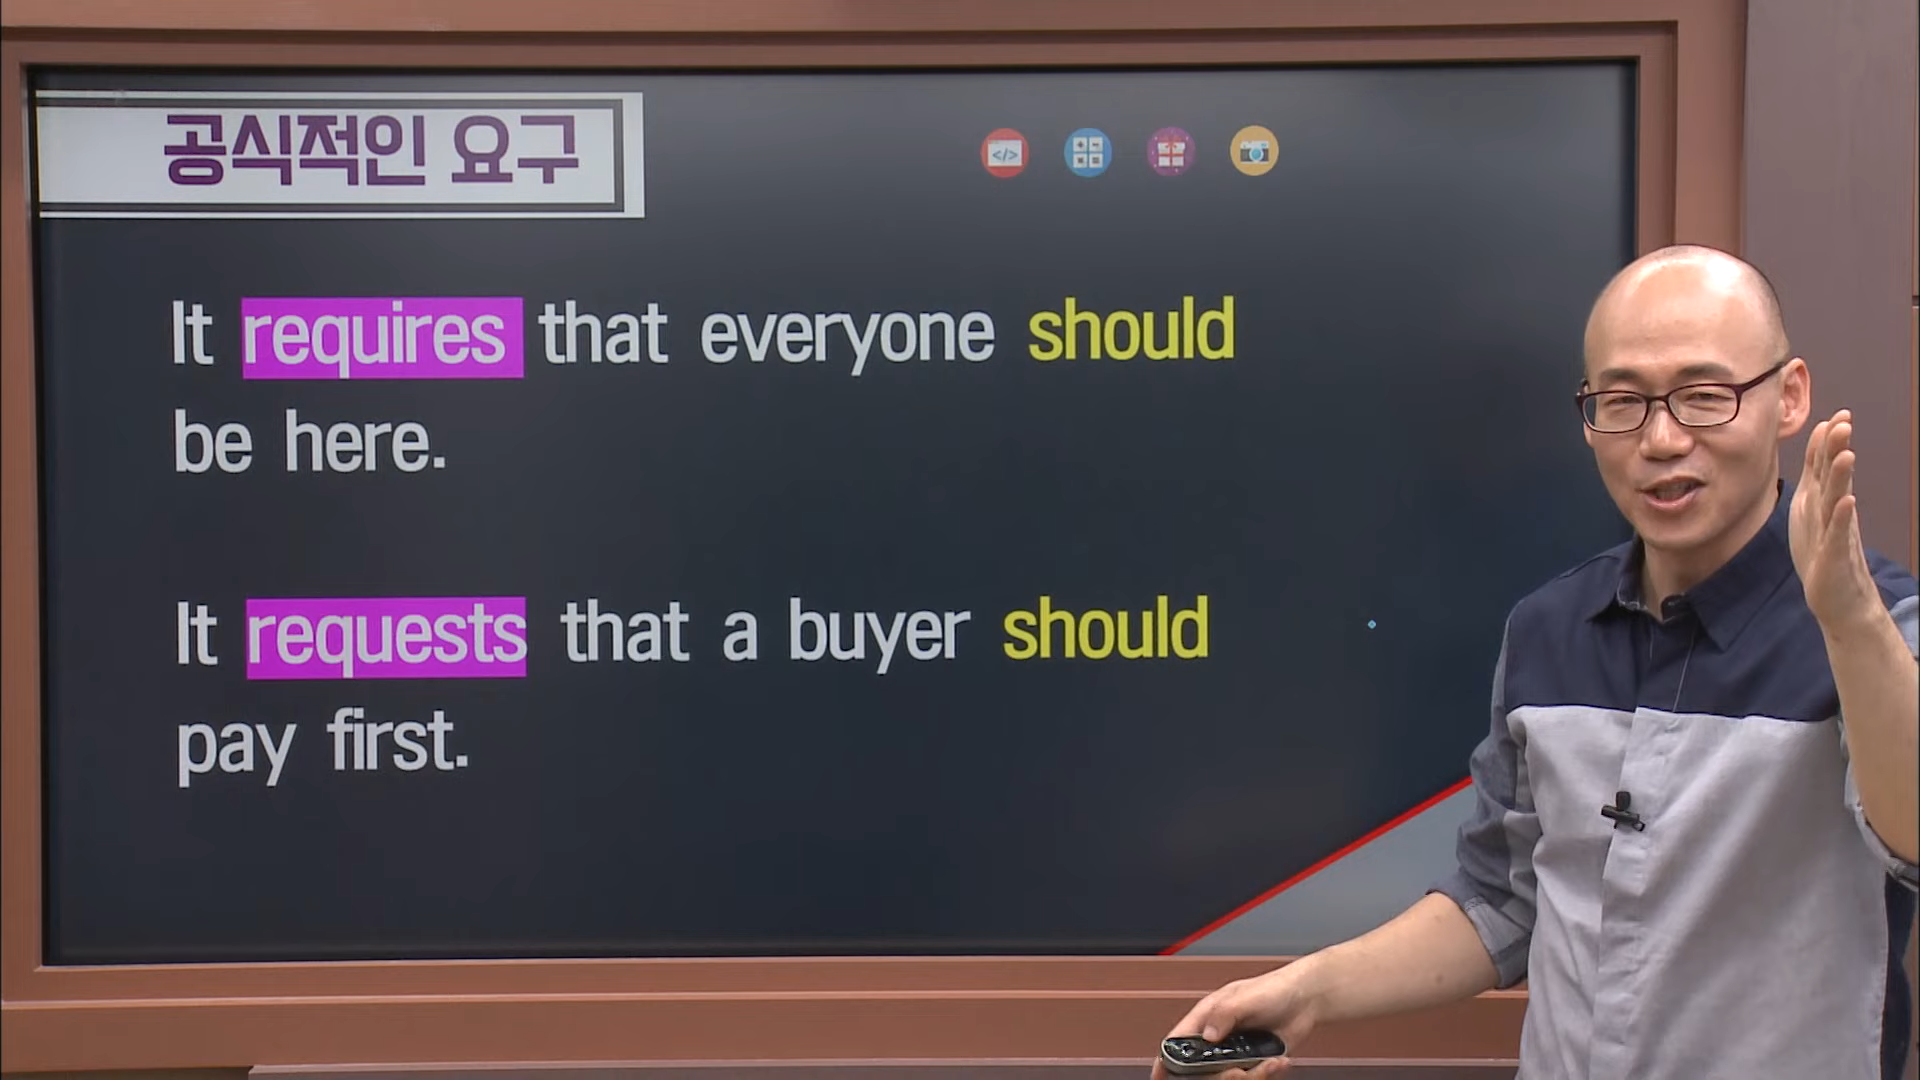 공식적인 요구
It requires that everyone should
be here.
It requests that a buyer should
pay first.